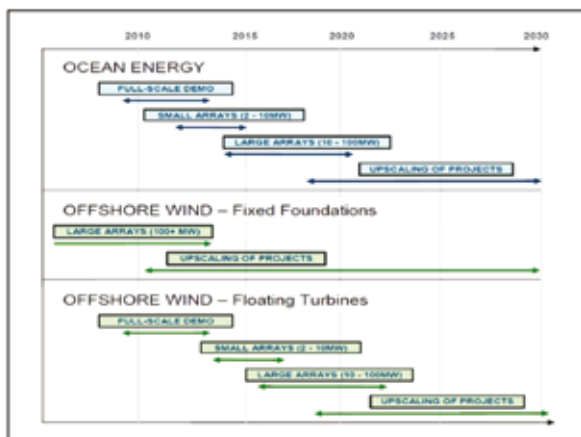 2010 2015 2020 2025 2030
OCEAN ENERGY
FULL-SCALE DEMO
SMALL ARRAYS (2 - 10MW)
LARGE ARRAYS (10 - 100MW)
UPSCALING OF PROJECTS
OFFSHORE WIND – Fixed Foundations
LARGE ARRAYS (100+ MW)
UPSCALING OF PROJECTS
OFFSHORE WIND – Floating Turbines
FULL-SCALE DEMO
SMALL ARRAYS (2 - 10MW)
LARGE ARRAYS (10 - 100MW)
UPSCALING OF PROJECTS